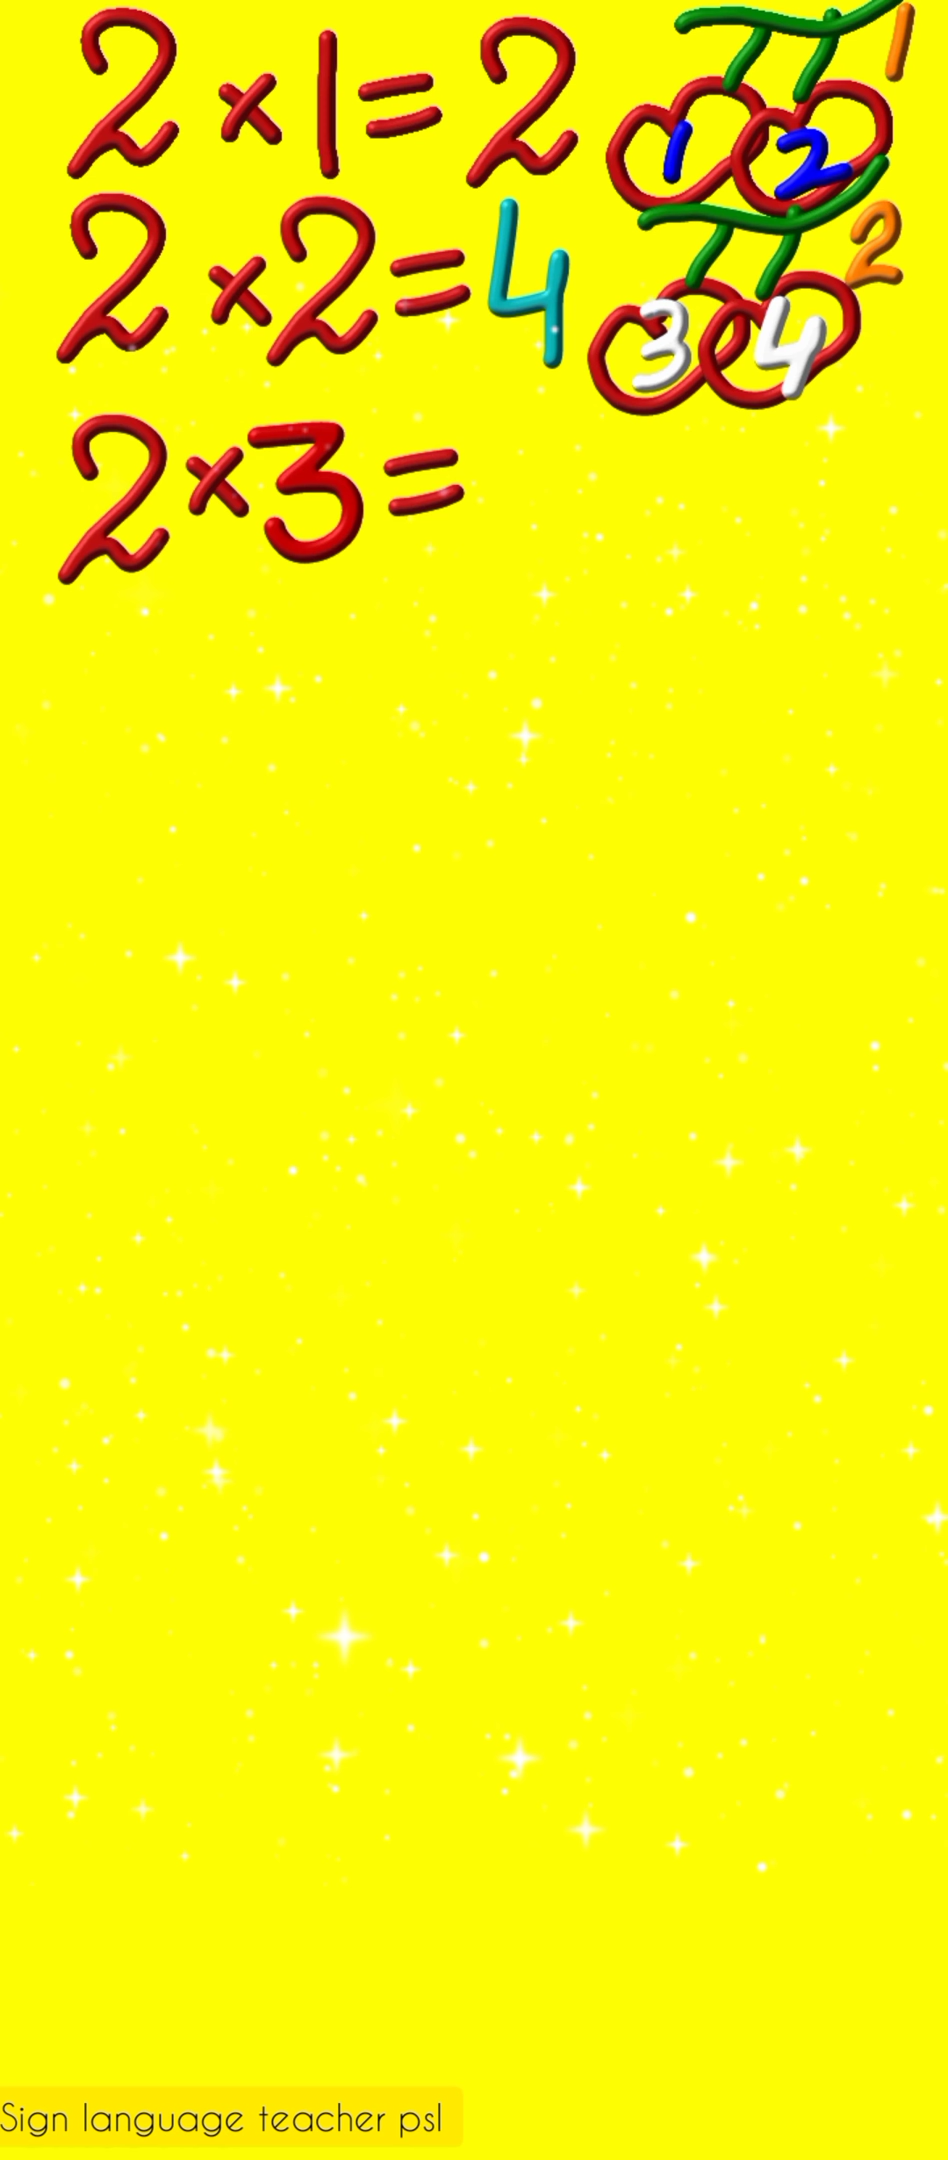 2 × 1 = 2 1 2 1
2 × 2 = 4 3 4 2
2 × 3 =
Sign language teacher psl